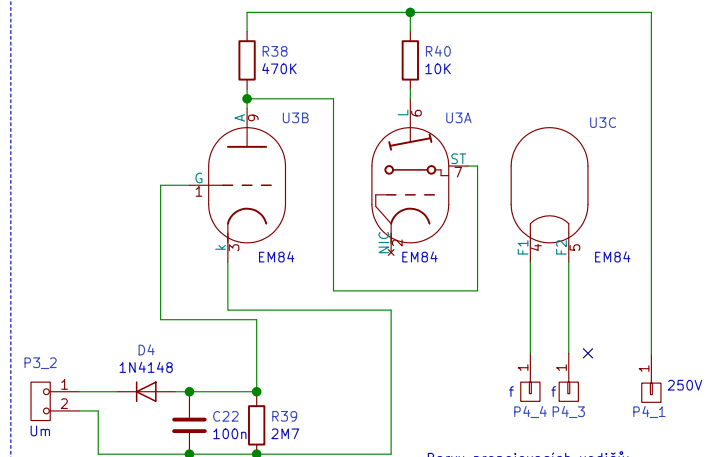 R38
470K
R40
10K
A
9
U3B
L
6
U3A
U3C
ST
7
G
1
k
3
EM84
NIC
2
EM84
F1
4
F2
5
EM84
P3_2
1
2
Um
D4
1N4148
C22
100n
R39
2M7
1
f
P4_4
1
f
P4_3
1
250V
P4_1